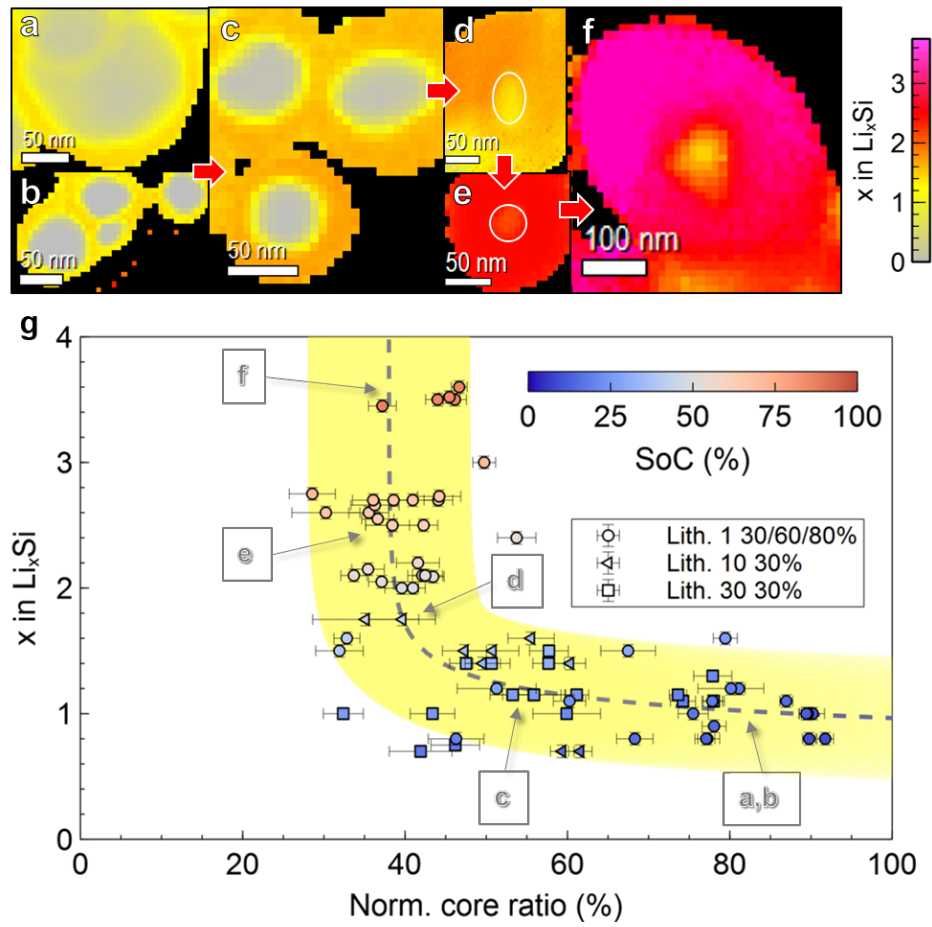 a
50 nm
b
50 nm
c
50 nm
d
50 nm
e
50 nm
f
100 nm
3
2
1
0
x in LiₓSi
g
4
3
2
1
0
x in LiₓSi
0 20 40 60 80 100
Norm. core ratio (%)
0 25 50 75 100
SoC (%)
Lith. 1 30/60/80%
Lith. 10 30%
Lith. 30 30%
f
e
d
c
a,b